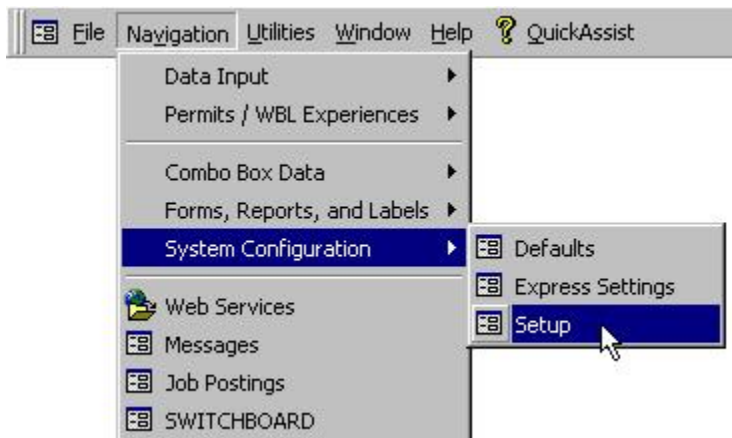 File Navigation Utilities Window Help QuickAssist
Data Input
Permits / WBL Experiences
Combo Box Data
Forms, Reports, and Labels
System Configuration
Defaults
Express Settings
Setup
Web Services
Messages
Job Postings
SWITCHBOARD